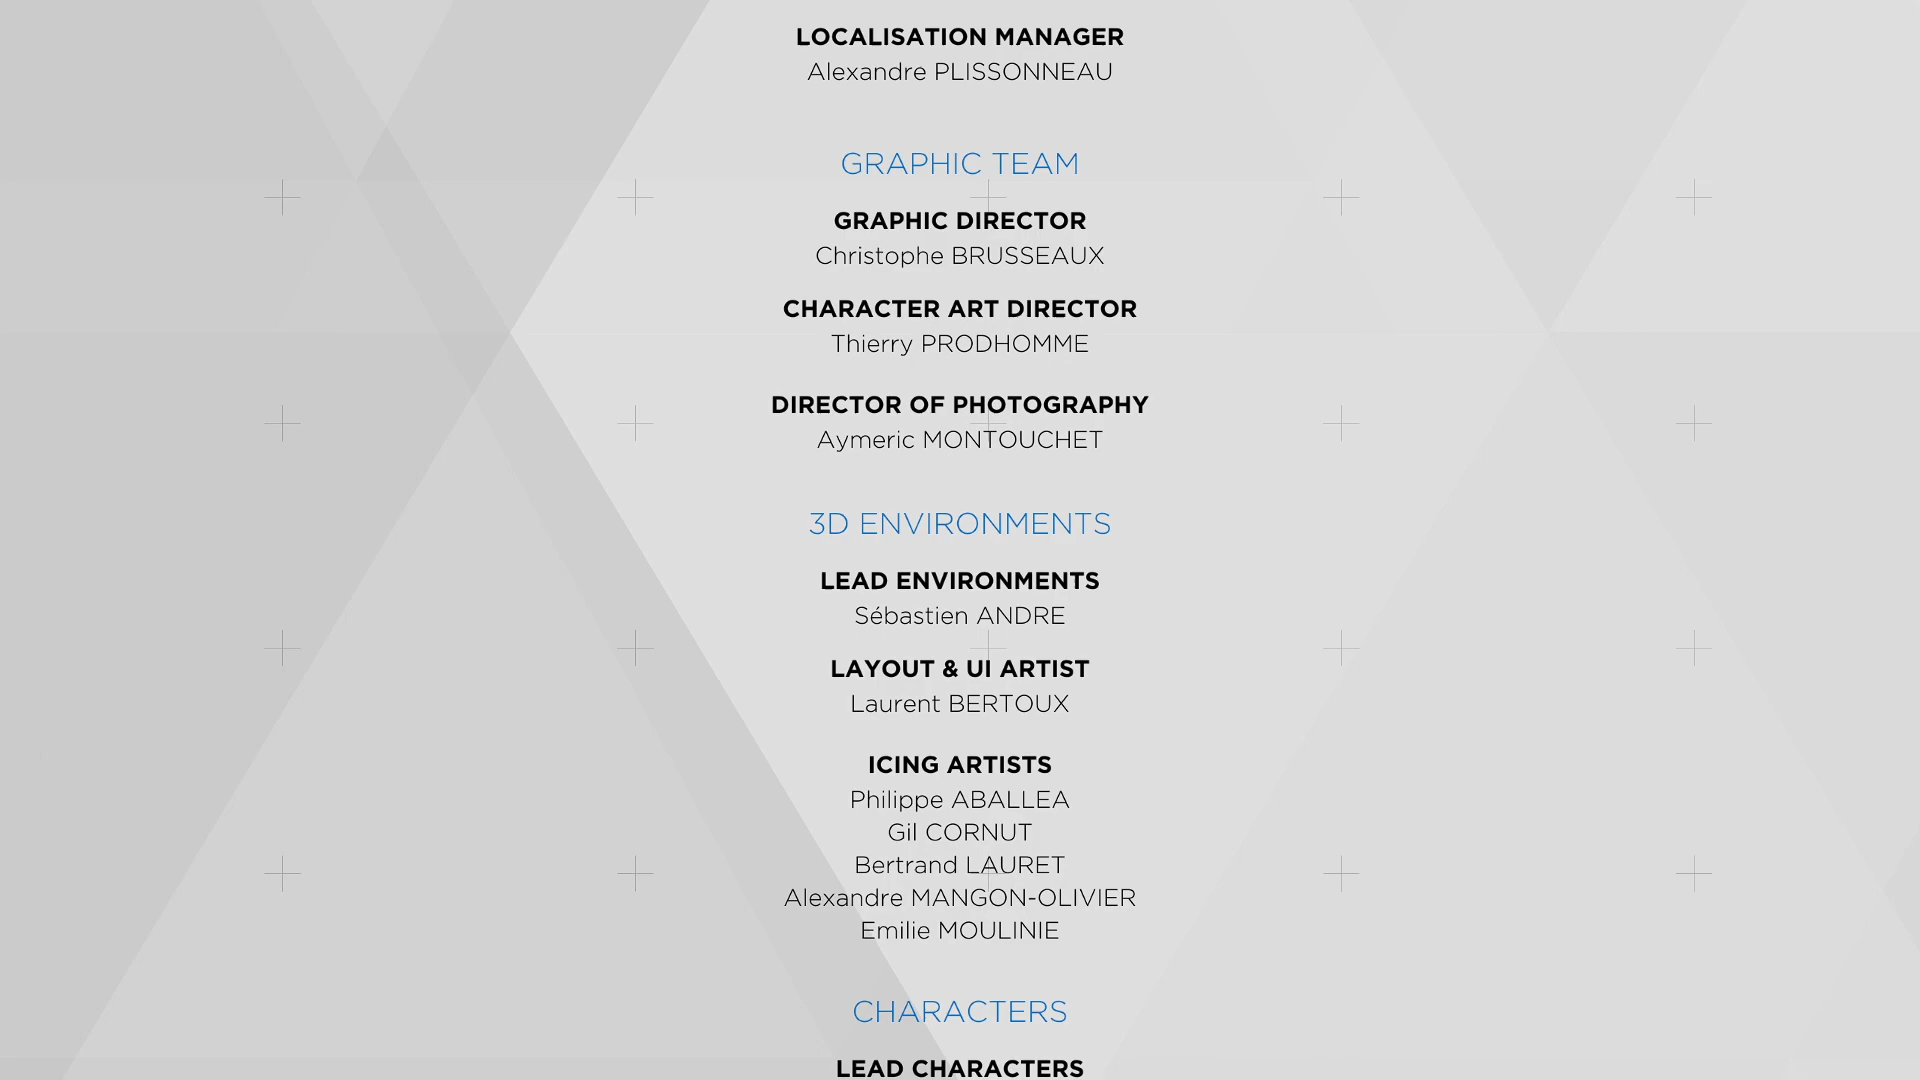 LOCALISATION MANAGER
Alexandre PLISSONNEAU
GRAPHIC TEAM
GRAPHIC DIRECTOR
Christophe BRUSSEAUX
CHARACTER ART DIRECTOR
Thierry PRODHOMME
DIRECTOR OF PHOTOGRAPHY
Aymeric MONTOUCHET
3D ENVIRONMENTS
LEAD ENVIRONMENTS
Sébastien ANDRE
LAYOUT & UI ARTIST
Laurent BERTOUX
ICING ARTISTS
Philippe ABALLEA
Gil CORNUT
Bertrand LAURET
Alexandre MANGON-OLIVIER
Emilie MOULINIE
CHARACTERS
LEAD CHARACTERS